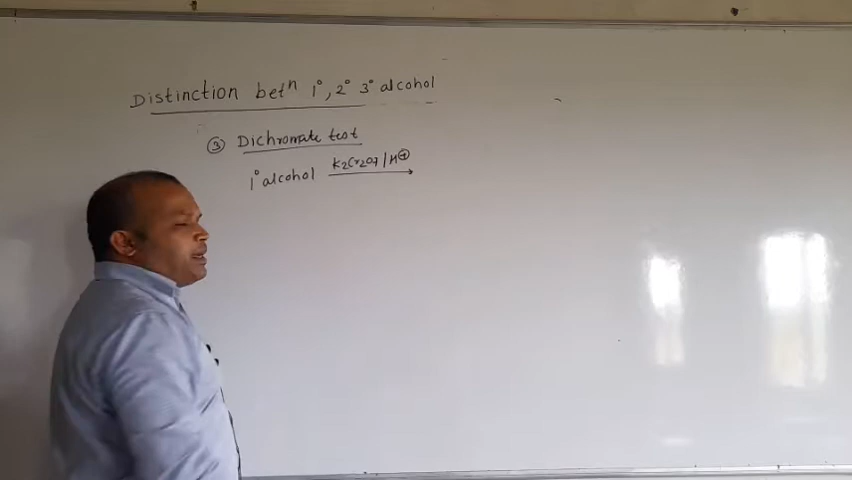 Distinction betⁿ 1°, 2° 3° alcohol
③ Dichromate test
1° alcohol K₂Cr₂O₇/H⊕ →